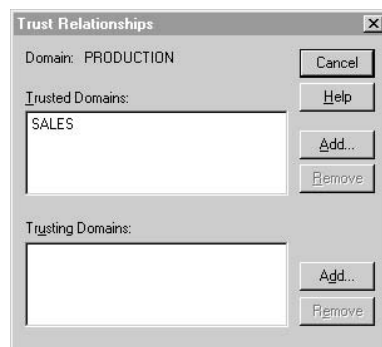 Trust Relationships
Domain: PRODUCTION
Cancel
Trusted Domains:
Help
SALES
Add...
Remove
Trusting Domains:
Add...
Remove